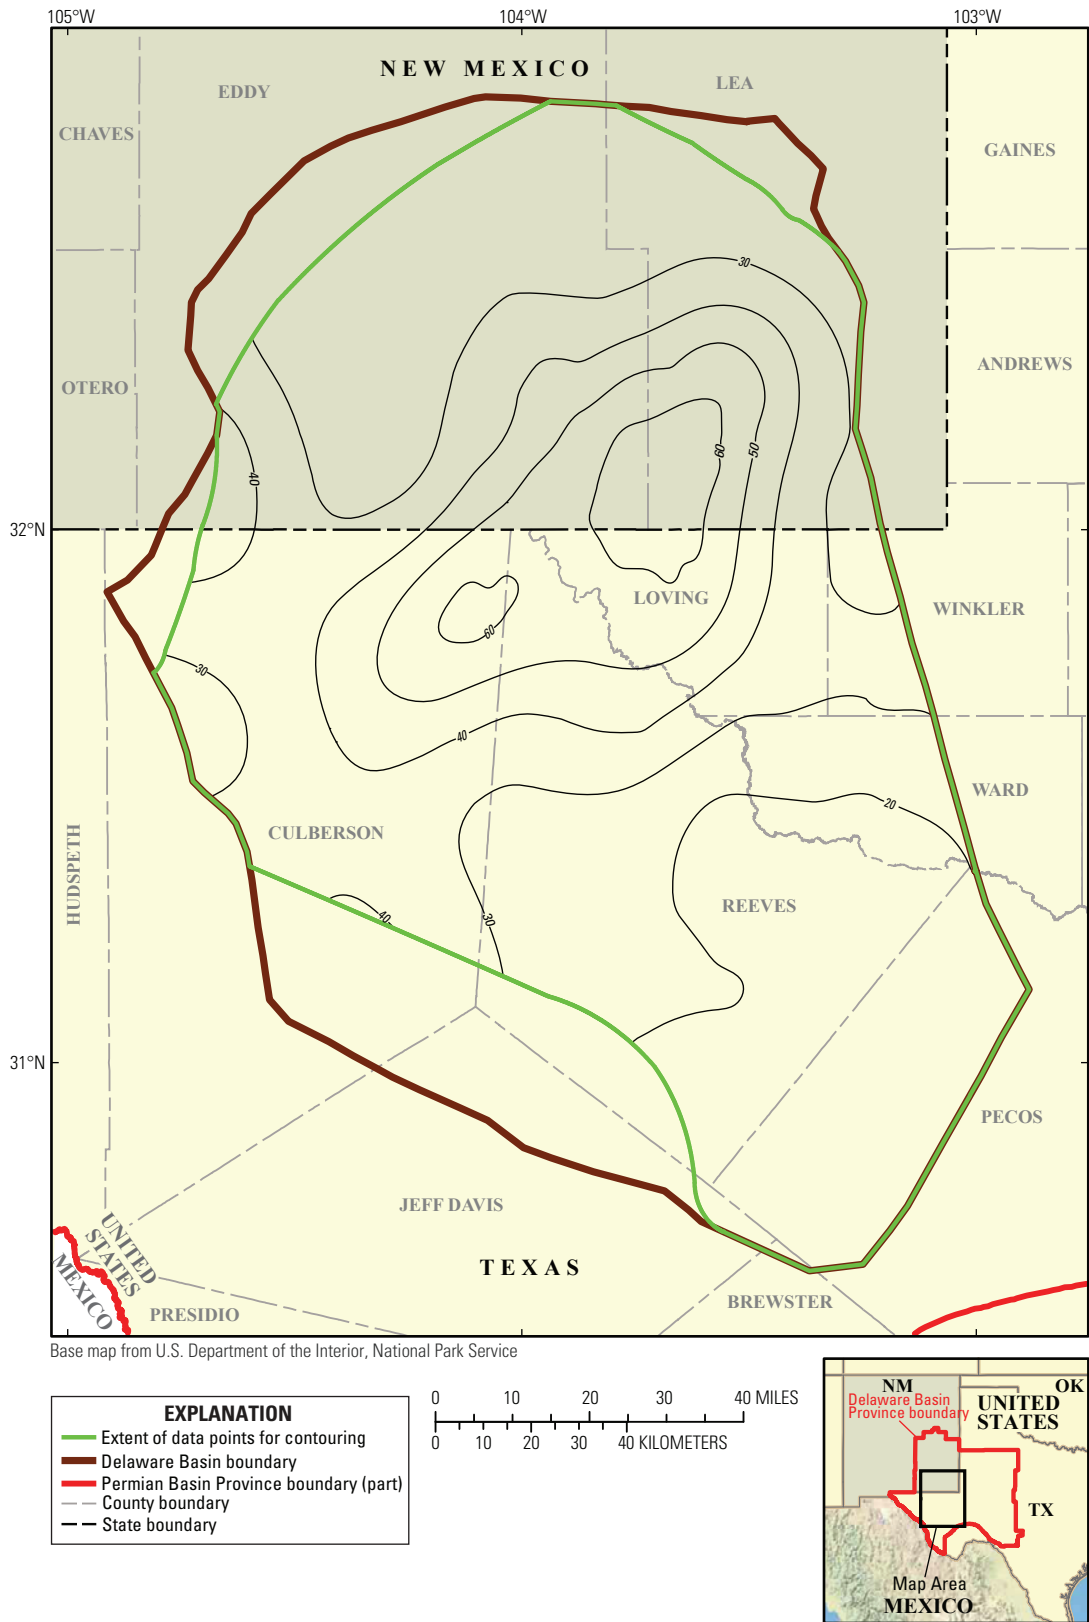 105°W 104°W 103°W
NEW MEXICO
EDDY
LEA
CHAVES
GAINES
30
OTERO
ANDREWS
40
60
50
32°N
LOVING
WINKLER
60
30
40
WARD
20
CULBERSON
HUDSPETH
REEVES
40
30
31°N
PECOS
JEFF DAVIS
UNITED
STATES
MEXICO
TEXAS
BREWSTER
PRESIDIO
Base map from U.S. Department of the Interior, National Park Service
EXPLANATION
Extent of data points for contouring
Delaware Basin boundary
Permian Basin Province boundary (part)
County boundary
State boundary
0 10 20 30 40 MILES
0 10 20 30 40 KILOMETERS
NM
OK
Delaware Basin
Province boundary
UNITED
STATES
TX
Map Area
MEXICO